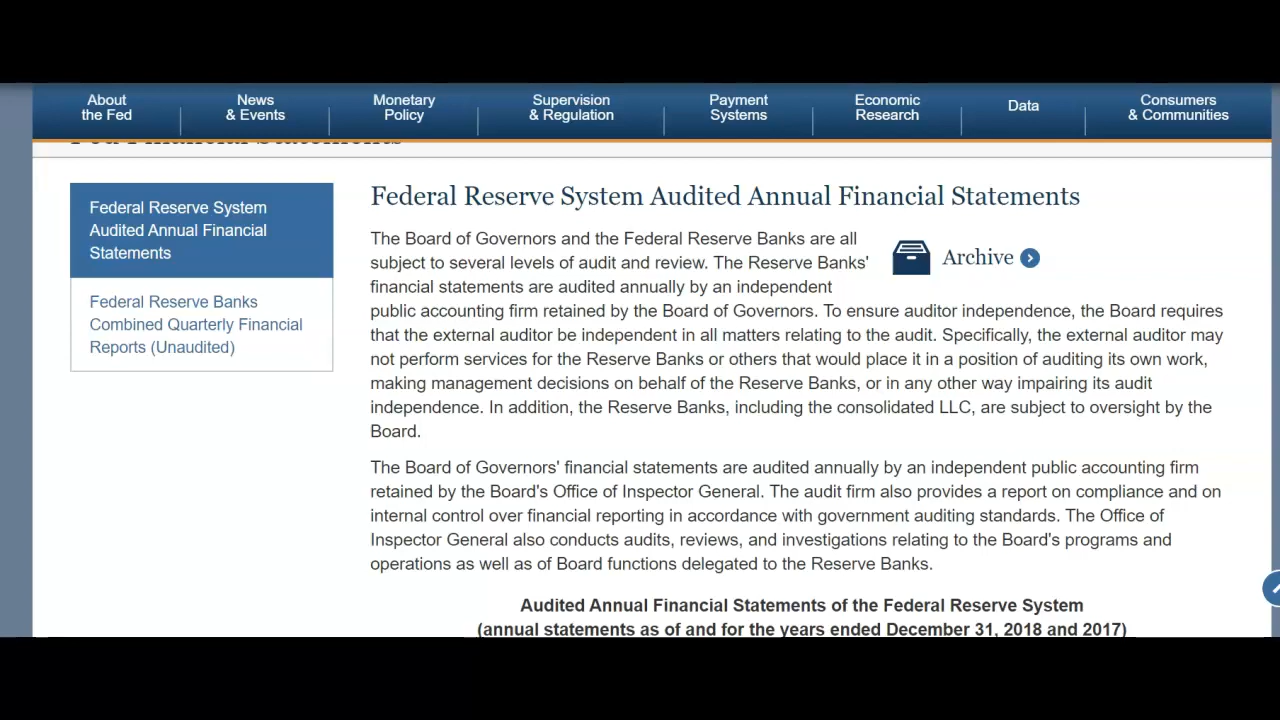 About
the Fed
News
& Events
Monetary
Policy
Supervision
& Regulation
Payment
Systems
Economic
Research
Data
Consumers
& Communities
Federal Reserve System
Audited Annual Financial
Statements
Federal Reserve Banks
Combined Quarterly Financial
Reports (Unaudited)
Federal Reserve System Audited Annual Financial Statements
Archive
The Board of Governors and the Federal Reserve Banks are all
subject to several levels of audit and review. The Reserve Banks'
financial statements are audited annually by an independent
public accounting firm retained by the Board of Governors. To ensure auditor independence, the Board requires
that the external auditor be independent in all matters relating to the audit. Specifically, the external auditor may
not perform services for the Reserve Banks or others that would place it in a position of auditing its own work,
making management decisions on behalf of the Reserve Banks, or in any other way impairing its audit
independence. In addition, the Reserve Banks, including the consolidated LLC, are subject to oversight by the
Board.
The Board of Governors' financial statements are audited annually by an independent public accounting firm
retained by the Board's Office of Inspector General. The audit firm also provides a report on compliance and on
internal control over financial reporting in accordance with government auditing standards. The Office of
Inspector General also conducts audits, reviews, and investigations relating to the Board's programs and
operations as well as of Board functions delegated to the Reserve Banks.
Audited Annual Financial Statements of the Federal Reserve System
(annual statements as of and for the years ended December 31, 2018 and 2017)